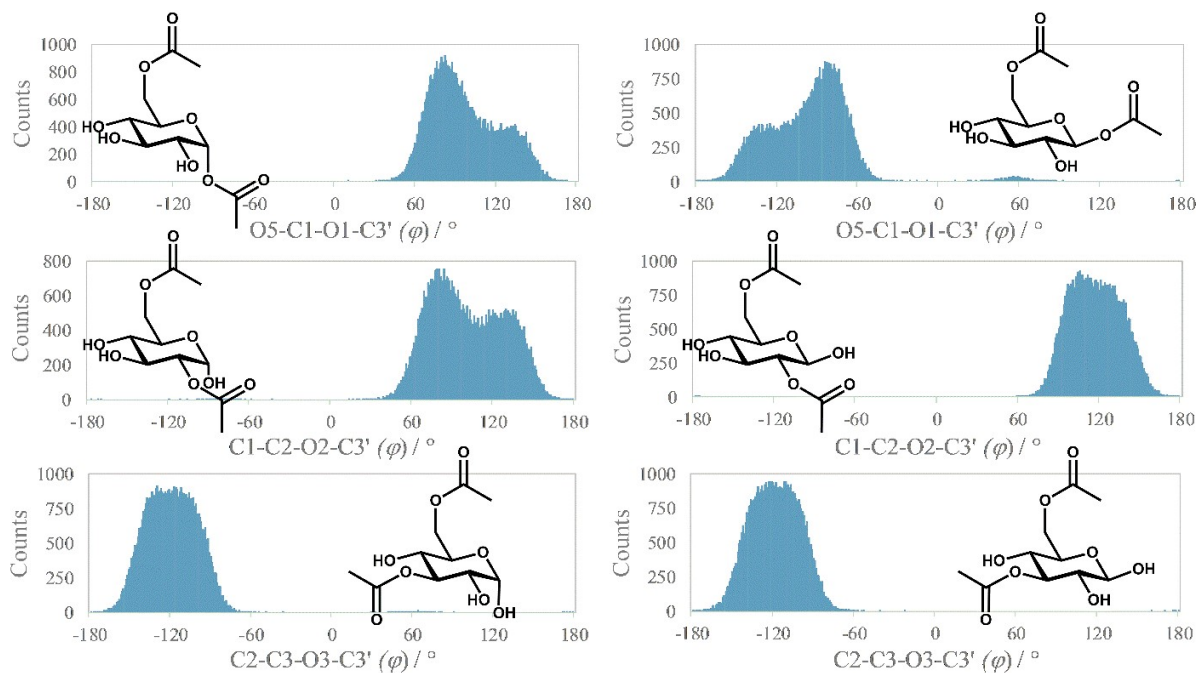 1000
800
600
400
200
0
Counts
-180 -120 -60 0 60 120 180
O5-C1-O1-C3' (φ) / °
O
O
HO
O
HO
HO
O
O
1000
750
500
250
0
Counts
-180 -120 -60 0 60 120 180
O5-C1-O1-C3' (φ) / °
O
O
O
HO
O
HO
O
OH
800
600
400
200
0
Counts
-180 -120 -60 0 60 120 180
C1-C2-O2-C3' (φ) / °
O
O
HO
O
HO
OH
O
O
1000
750
500
250
0
Counts
-180 -120 -60 0 60 120 180
C1-C2-O2-C3' (φ) / °
O
O
HO
O
HO
OH
O
O
1000
750
500
250
0
Counts
-180 -120 -60 0 60 120 180
C2-C3-O3-C3' (φ) / °
O
O
HO
O
O
HO
O
OH
1000
750
500
250
0
Counts
-180 -120 -60 0 60 120 180
C2-C3-O3-C3' (φ) / °
O
O
HO
O
O
OH
O
OH